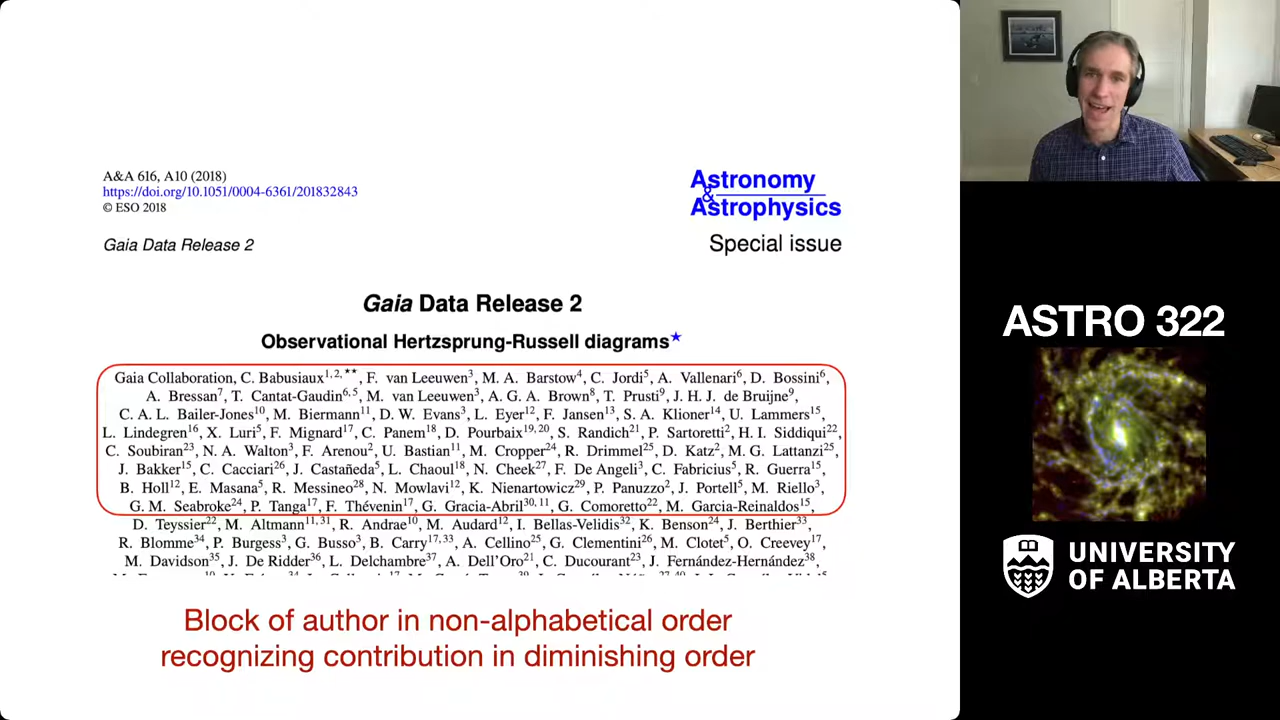 A&A 616, A10 (2018)
https://doi.org/10.1051/0004-6361/201832843
© ESO 2018
Astronomy
&
Astrophysics
Special issue
Gaia Data Release 2
Gaia Data Release 2
Observational Hertzsprung-Russell diagrams★
Gaia Collaboration, C. Babusiaux1, 2, ★★, F. van Leeuwen3, M. A. Barstow4, C. Jordi5, A. Vallenari6, D. Bossini6,
A. Bressan7, T. Cantat-Gaudin6, 5, M. van Leeuwen3, A. G. A. Brown8, T. Prusti9, J. H. J. de Bruijne9,
C. A. L. Bailer-Jones10, M. Biermann11, D. W. Evans3, L. Eyer12, F. Jansen13, S. A. Klioner14, U. Lammers15,
L. Lindegren16, X. Luri5, F. Mignard17, C. Panem18, D. Pourbaix19, 20, S. Randich21, P. Sartoretti2, H. I. Siddiqui22,
C. Soubiran23, N. A. Walton3, F. Arenou2, U. Bastian11, M. Cropper24, R. Drimmel25, D. Katz2, M. G. Lattanzi25,
J. Bakker15, C. Cacciari26, J. Castañeda5, L. Chaoul18, N. Cheek27, F. De Angeli3, C. Fabricius5, R. Guerra15,
B. Holl12, E. Masana5, R. Messineo28, N. Mowlavi12, K. Nienartowicz29, P. Panuzzo2, J. Portell5, M. Riello3,
G. M. Seabroke24, P. Tanga17, F. Thévenin17, G. Gracia-Abril30, 11, G. Comoretto22, M. Garcia-Reinaldos15,
D. Teyssier22, M. Altmann11, 31, R. Andrae10, M. Audard12, I. Bellas-Velidis32, K. Benson24, J. Berthier33,
R. Blomme34, P. Burgess3, G. Busso3, B. Carry17, 33, A. Cellino25, G. Clementini26, M. Clotet5, O. Creevey17,
M. Davidson35, J. De Ridder36, L. Delchambre37, A. Dell'Oro21, C. Ducourant23, J. Fernández-Hernández38,
Block of author in non-alphabetical order
recognizing contribution in diminishing order
ASTRO 322
UNIVERSITY
OF ALBERTA